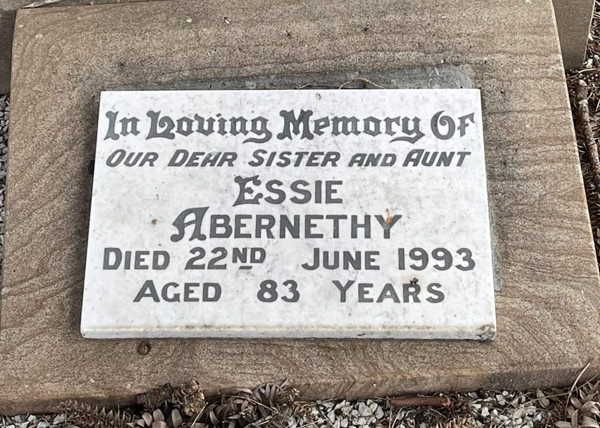 In Loving Memory Of
Our Dear Sister and Aunt
Essie
Abernethy
Died 22nd June 1993
Aged 83 Years